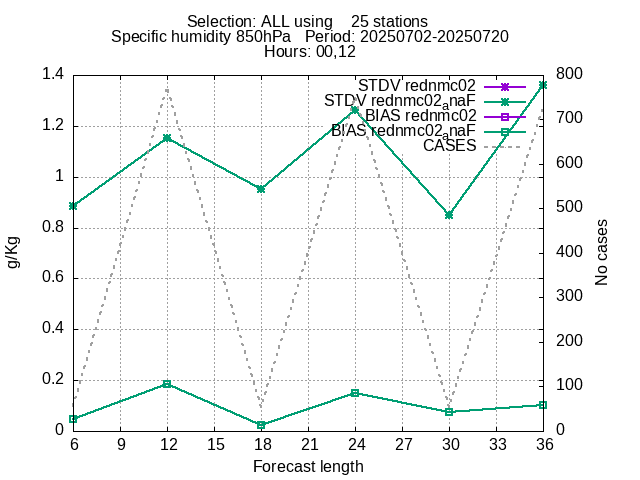 Selection: ALL using    25 stations
Specific humidity 850hPa   Period: 20250702-20250720
Hours: 00,12
1.4
1.2
1
0.8
0.6
0.4
0.2
0
g/Kg
STDV rednmc02
STDV rednmc02anaF
BIAS rednmc02
BIAS rednmc02anaF
CASES
800
700
600
500
400
300
200
100
0
No cases
6 9 12 15 18 21 24 27 30 33 36
Forecast length